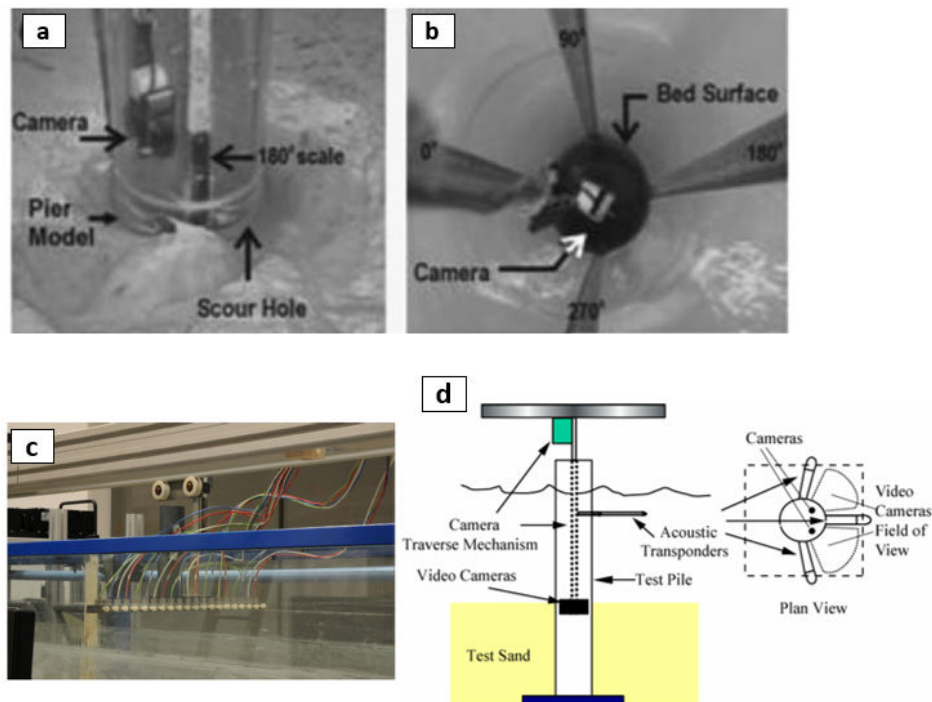 a
Camera
180° scale
Pier
Model
Scour Hole
b
90°
Bed Surface
0°
180°
Camera
270°
c
d
Camera
Traverse Mechanism
Video Cameras
Test Sand
Acoustic
Transponders
Test Pile
Cameras
Video
Cameras
Field of
View
Plan View